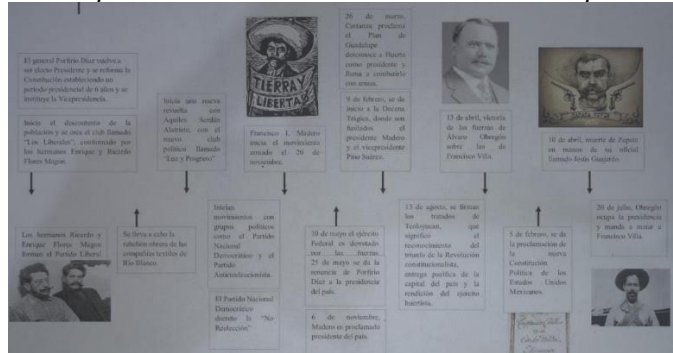 El general Porfirio Díaz vuelve a
ser electo Presidente y se reforma la
Constitución estableciendo un
periodo presidencial de 6 años y se
instituye la Vicepresidencia.
Inicia el descontento de la
población y se crea el club llamado
"Los Liberales", conformado por
los hermanos Enrique y Ricardo
Flores Magón.
Inicia una nueva
revuelta con
Aquiles Serdán
Alatriste, con el
nuevo club
político llamado
"Luz y Progreso"
TIERRA Y
LIBERTAD
Francisco I. Madero
inicia el movimiento
armado el 20 de
noviembre.
26 de marzo,
Carranza proclama
el Plan de
Guadalupe
desconoce a Huerta
como presidente y
llama a combatirlo
con armas.
9 de febrero, se da
inicio a la Decena
Trágica, donde son
fusilados el
presidente Madero
y el vicepresidente
Pino Suárez.
13 de abril, victoria
de las fuerzas de
Álvaro Obregón
sobre las de
Francisco Villa.
10 de abril, muerte de Zapata
en manos de un oficial
llamado Jesús Guajardo.
Los hermanos Ricardo y
Enrique Flores Magón
forman el Partido Liberal
Se lleva a cabo la
rebelión obrera de las
compañías textiles de
Río Blanco.
Inician
movimientos con
grupos políticos
como el Partido
Nacional
Democrático y el
Partido
Antirreeleccionista
El Partido Nacional
Democrático
decreta la "No
Reelección"
10 de mayo el ejército
Federal es derrotado
por las fuerzas.
25 de mayo se da la
renuncia de Porfirio
Díaz a la presidencia
del país.
6 de noviembre,
Madero es proclamado
presidente del país.
13 de agosto, se firman
los tratados de
Teoloyucan, que
significó el
reconocimiento del
triunfo de la Revolución
constitucionalista,
entrega pacífica de la
capital del país y la
rendición del ejército
huertista.
5 de febrero, se da
la proclamación de
la nueva
Constitución
Política de los
Estados Unidos
Mexicanos.
20 de julio, Obregón
ocupa la presidencia
y manda a matar a
Francisco Villa.